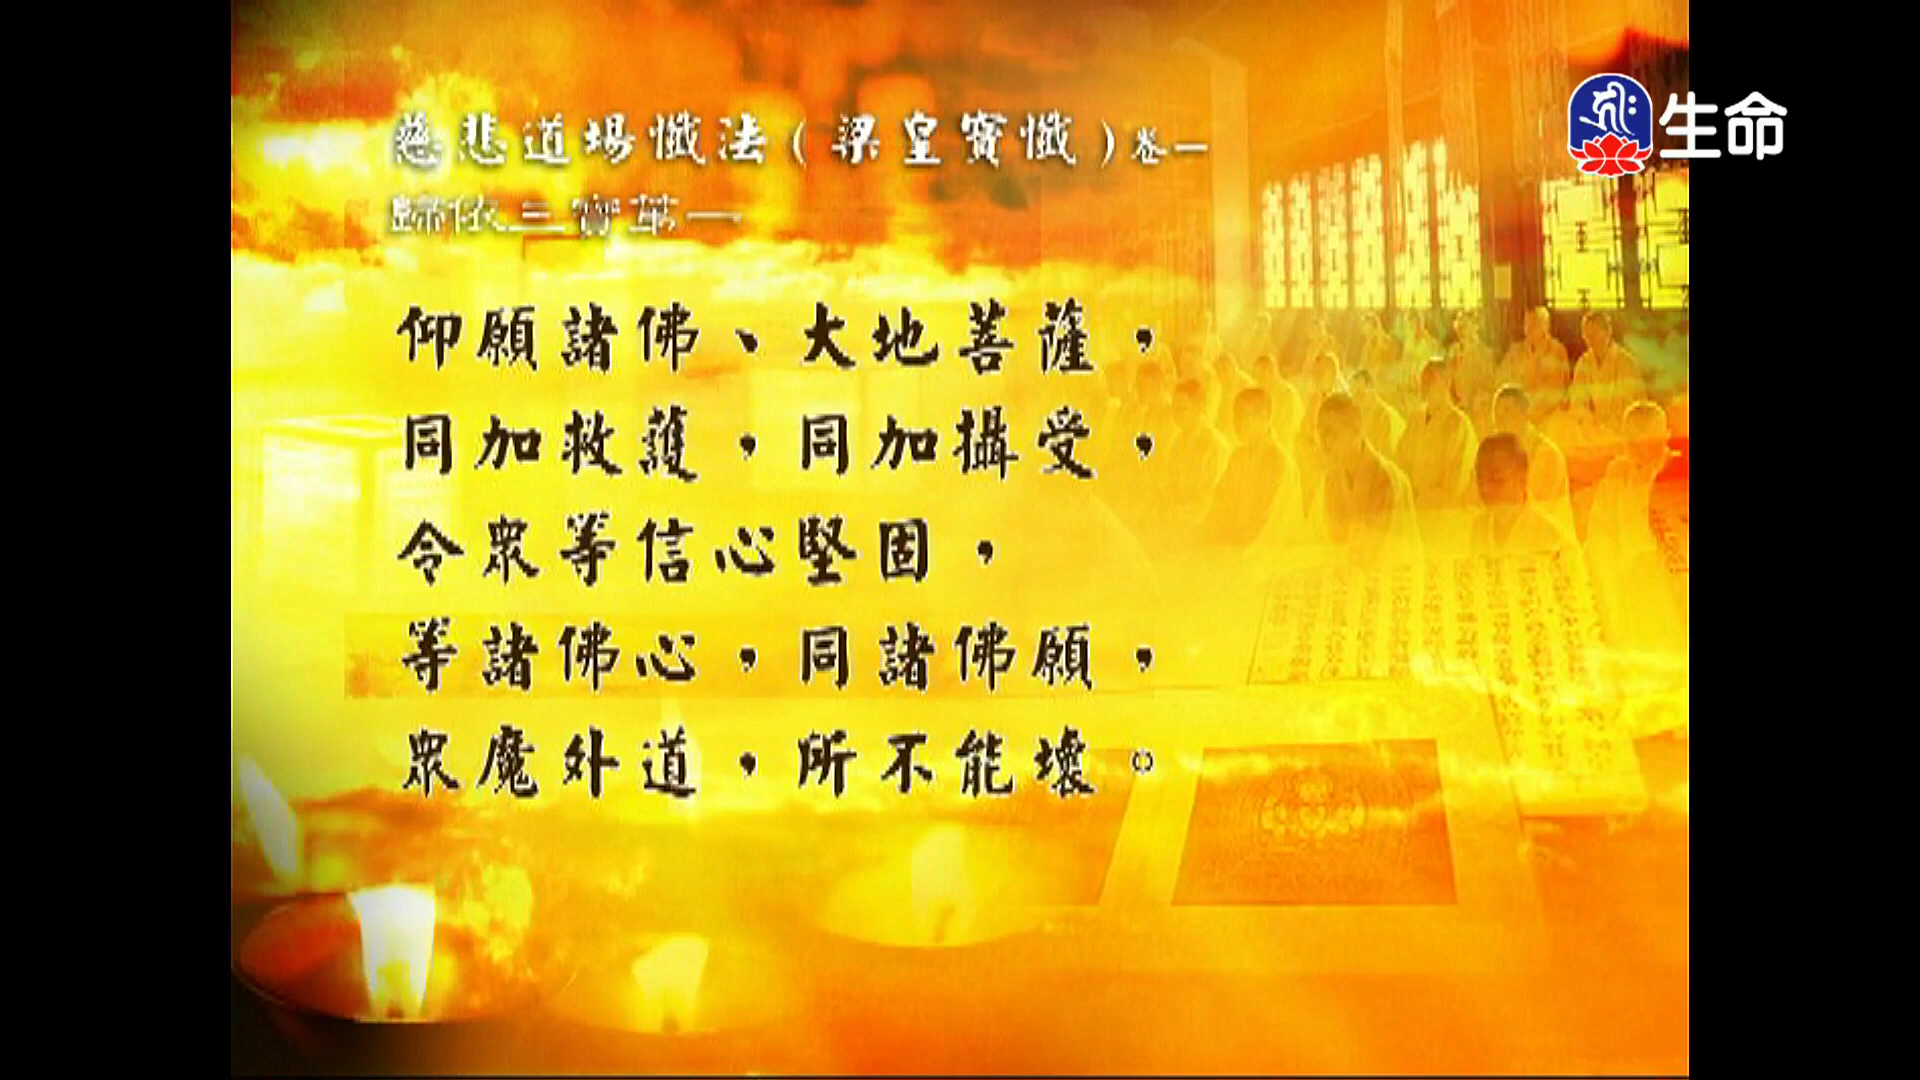 慈悲道場懺法(梁皇寶懺)卷一
歸依三寶第一
仰願諸佛、大地菩薩，
同加救護，同加攝受，
令眾等信心堅固，
等諸佛心，同諸佛願，
眾魔外道，所不能壞。
生命